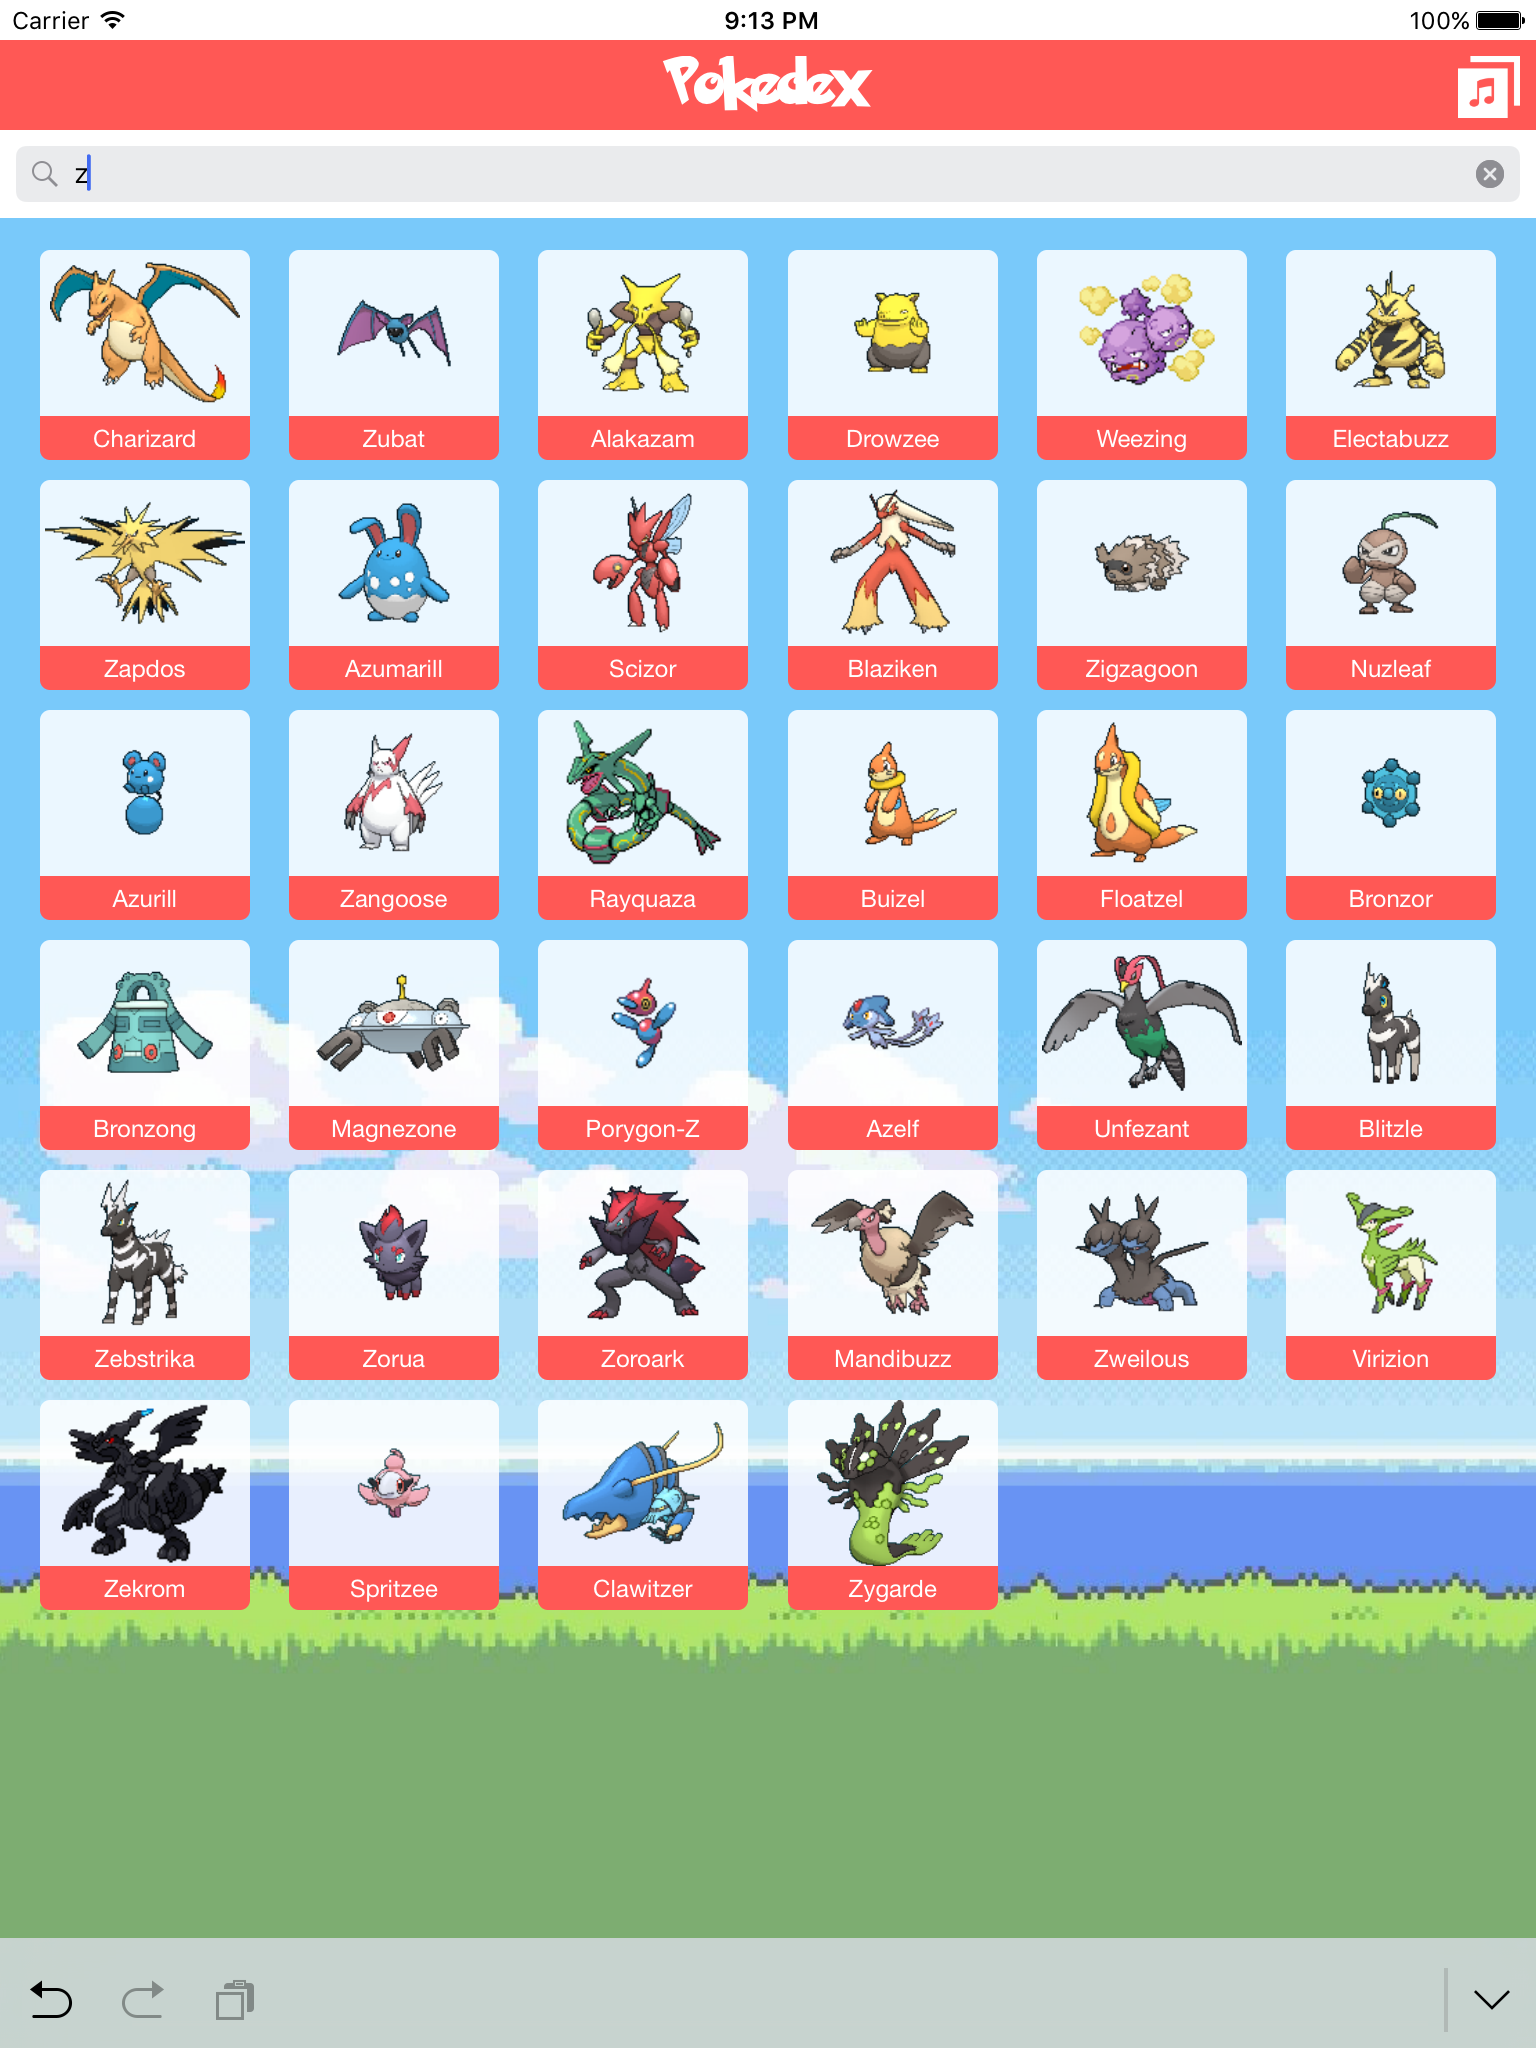 Carrier 9:13 PM 100%
Pokedex
z
Charizard Zubat Alakazam Drowzee Weezing Electabuzz
Zapdos Azumarill Scizor Blaziken Zigzagoon Nuzleaf
Azurill Zangoose Rayquaza Buizel Floatzel Bronzor
Bronzong Magnezone Porygon-Z Azelf Unfezant Blitzle
Zebstrika Zorua Zoroark Mandibuzz Zweilous Virizion
Zekrom Spritzee Clawitzer Zygarde